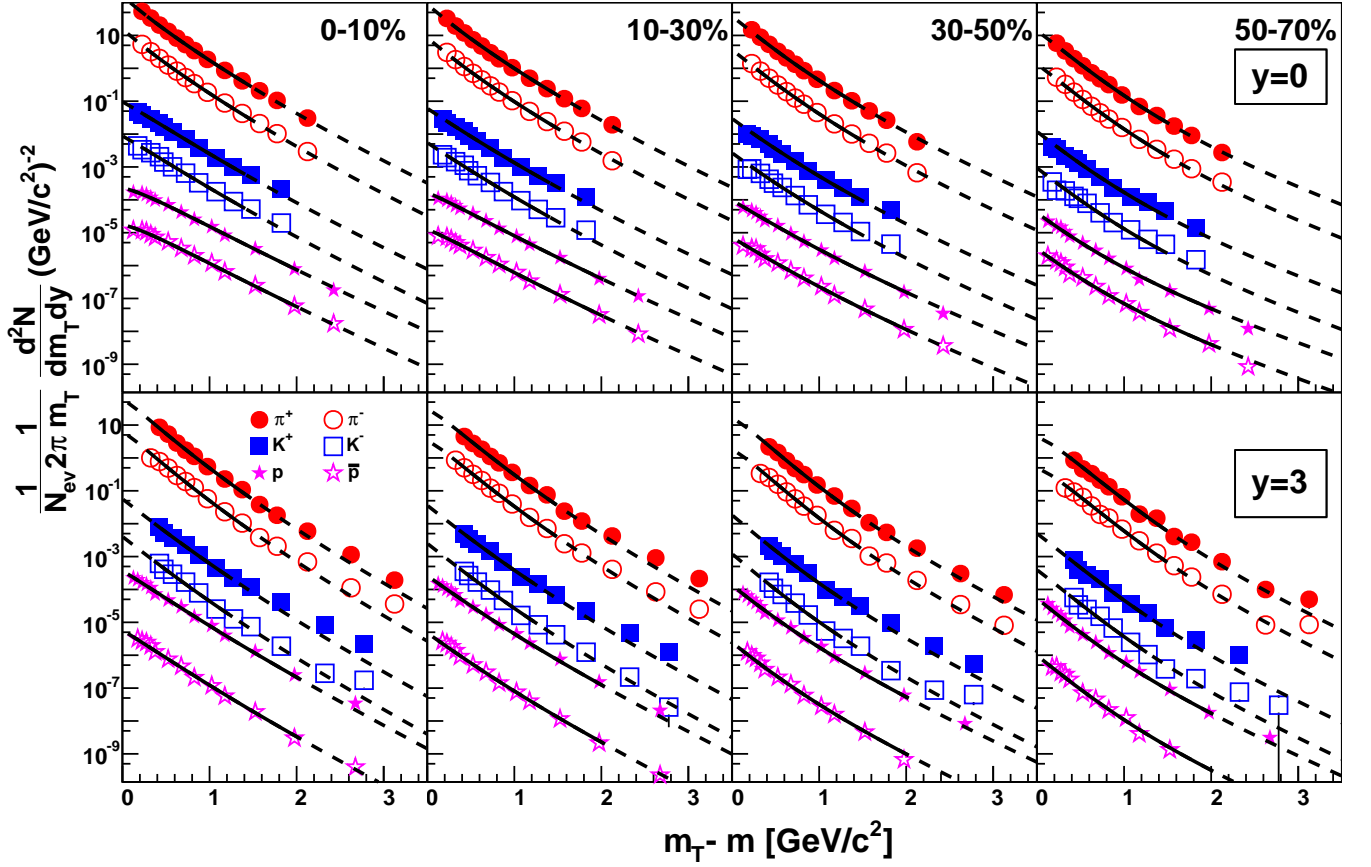 0-10% 10-30% 30-50% 50-70%
y=0
10
10^-1
10^-3
10^-5
10^-7
10^-9
1/N_ev 1/2π m_T d²N/dm_T dy (GeV/c²)^-2
π⁺ π⁻
K⁺ K⁻
p p̅
y=3
10
10^-1
10^-3
10^-5
10^-7
10^-9
0 1 2 3 0 1 2 3 0 1 2 3 0 1 2 3
m_T - m [GeV/c²]